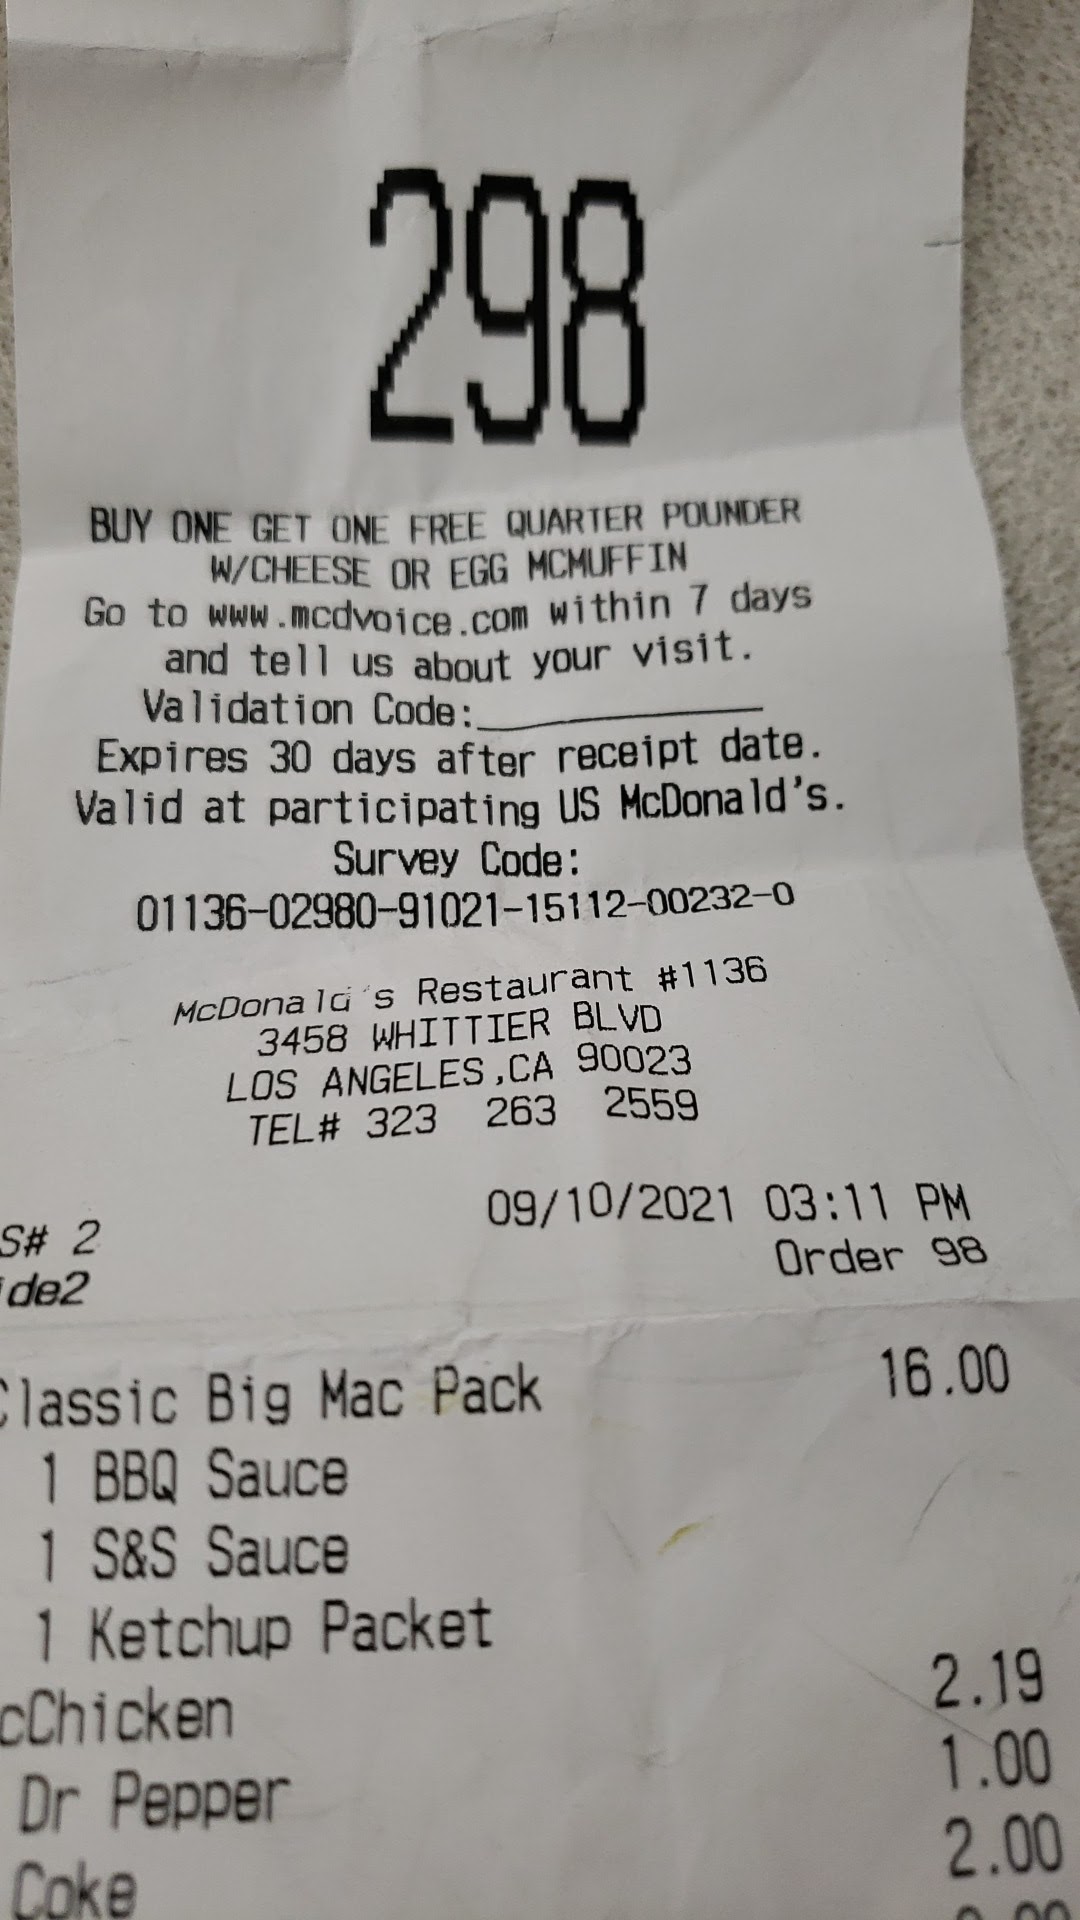 298
BUY ONE GET ONE FREE QUARTER POUNDER
W/CHEESE OR EGG MCMUFFIN
Go to www.mcdvoice.com within 7 days
and tell us about your visit.
Validation Code:
Expires 30 days after receipt date.
Valid at participating US McDonald's.
Survey Code:
01136-02980-91021-15112-00232-0
McDonald's Restaurant #1136
3458 WHITTIER BLVD
LOS ANGELES,CA 90023
TEL# 323 263 2559
S# 2 09/10/2021 03:11 PM
ide2 Order 98
Classic Big Mac Pack 16.00
1 BBQ Sauce
1 S&S Sauce
1 Ketchup Packet
cChicken 2.19
Dr Pepper 1.00
Coke 2.00